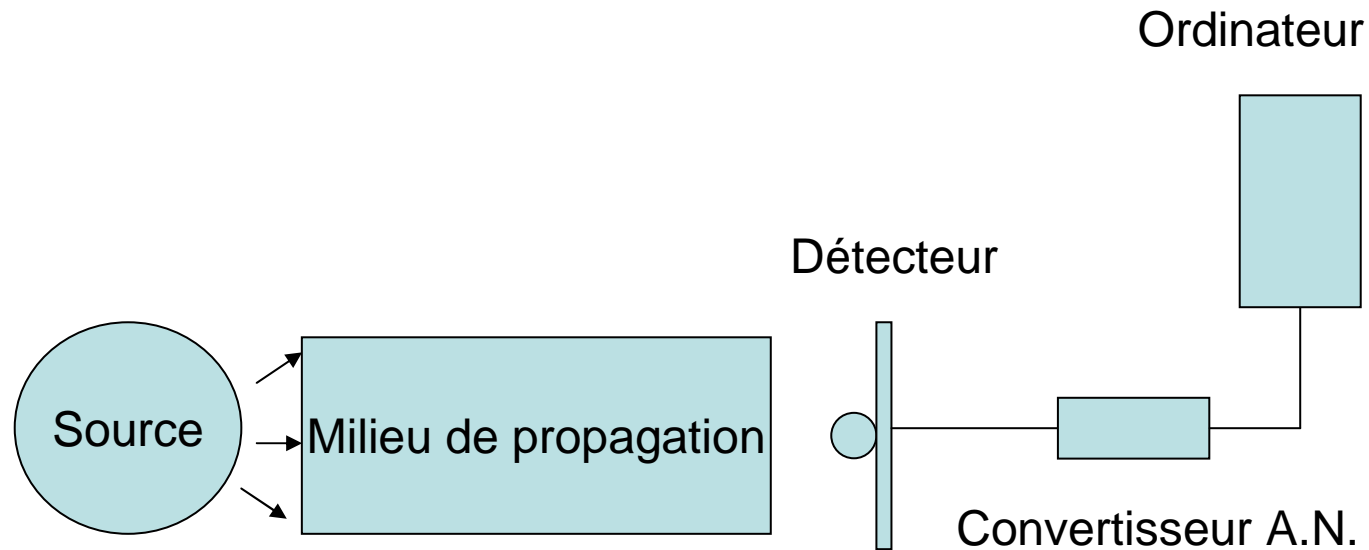 Ordinateur
Détecteur
Source
Milieu de propagation
Convertisseur A.N.